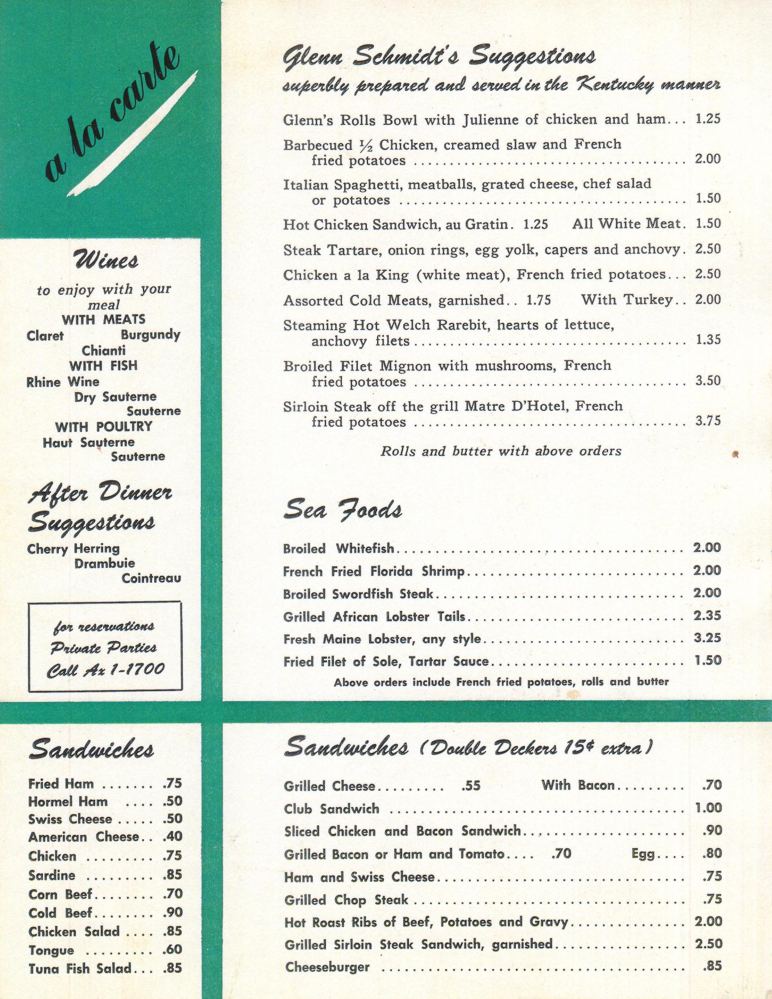 a la carte
Wines
to enjoy with your
meal
WITH MEATS
Claret Burgundy
Chianti
WITH FISH
Rhine Wine
Dry Sauterne
Sauterne
WITH POULTRY
Haut Sauterne
Sauterne
After Dinner
Suggestions
Cherry Herring
Drambuie
Cointreau
for reservations
Private Parties
Call Ax 1-1700
Glenn Schmidt's Suggestions
superbly prepared and served in the Kentucky manner
Glenn's Rolls Bowl with Julienne of chicken and ham... 1.25
Barbecued ½ Chicken, creamed slaw and French
fried potatoes ................................... 2.00
Italian Spaghetti, meatballs, grated cheese, chef salad
or potatoes ..................................... 1.50
Hot Chicken Sandwich, au Gratin. 1.25 All White Meat. 1.50
Steak Tartare, onion rings, egg yolk, capers and anchovy. 2.50
Chicken a la King (white meat), French fried potatoes... 2.50
Assorted Cold Meats, garnished.. 1.75 With Turkey.. 2.00
Steaming Hot Welch Rarebit, hearts of lettuce,
anchovy filets ................................... 1.35
Broiled Filet Mignon with mushrooms, French
fried potatoes ................................... 3.50
Sirloin Steak off the grill Matre D'Hotel, French
fried potatoes ................................... 3.75
Rolls and butter with above orders
Sea Foods
Broiled Whitefish..................................... 2.00
French Fried Florida Shrimp............................ 2.00
Broiled Swordfish Steak................................ 2.00
Grilled African Lobster Tails............................ 2.35
Fresh Maine Lobster, any style.......................... 3.25
Fried Filet of Sole, Tartar Sauce......................... 1.50
Above orders include French fried potatoes, rolls and butter
Sandwiches
Fried Ham ....... .75
Hormel Ham .... .50
Swiss Cheese ..... .50
American Cheese.. .40
Chicken ......... .75
Sardine ......... .85
Corn Beef........ .70
Cold Beef........ .90
Chicken Salad .... .85
Tongue ......... .60
Tuna Fish Salad... .85
Sandwiches (Double Deckers 15¢ extra)
Grilled Cheese......... .55 With Bacon......... .70
Club Sandwich ...................................... 1.00
Sliced Chicken and Bacon Sandwich..................... .90
Grilled Bacon or Ham and Tomato.... .70 Egg.... .80
Ham and Swiss Cheese................................ .75
Grilled Chop Steak ................................... .75
Hot Roast Ribs of Beef, Potatoes and Gravy............... 2.00
Grilled Sirloin Steak Sandwich, garnished................. 2.50
Cheeseburger ....................................... .85